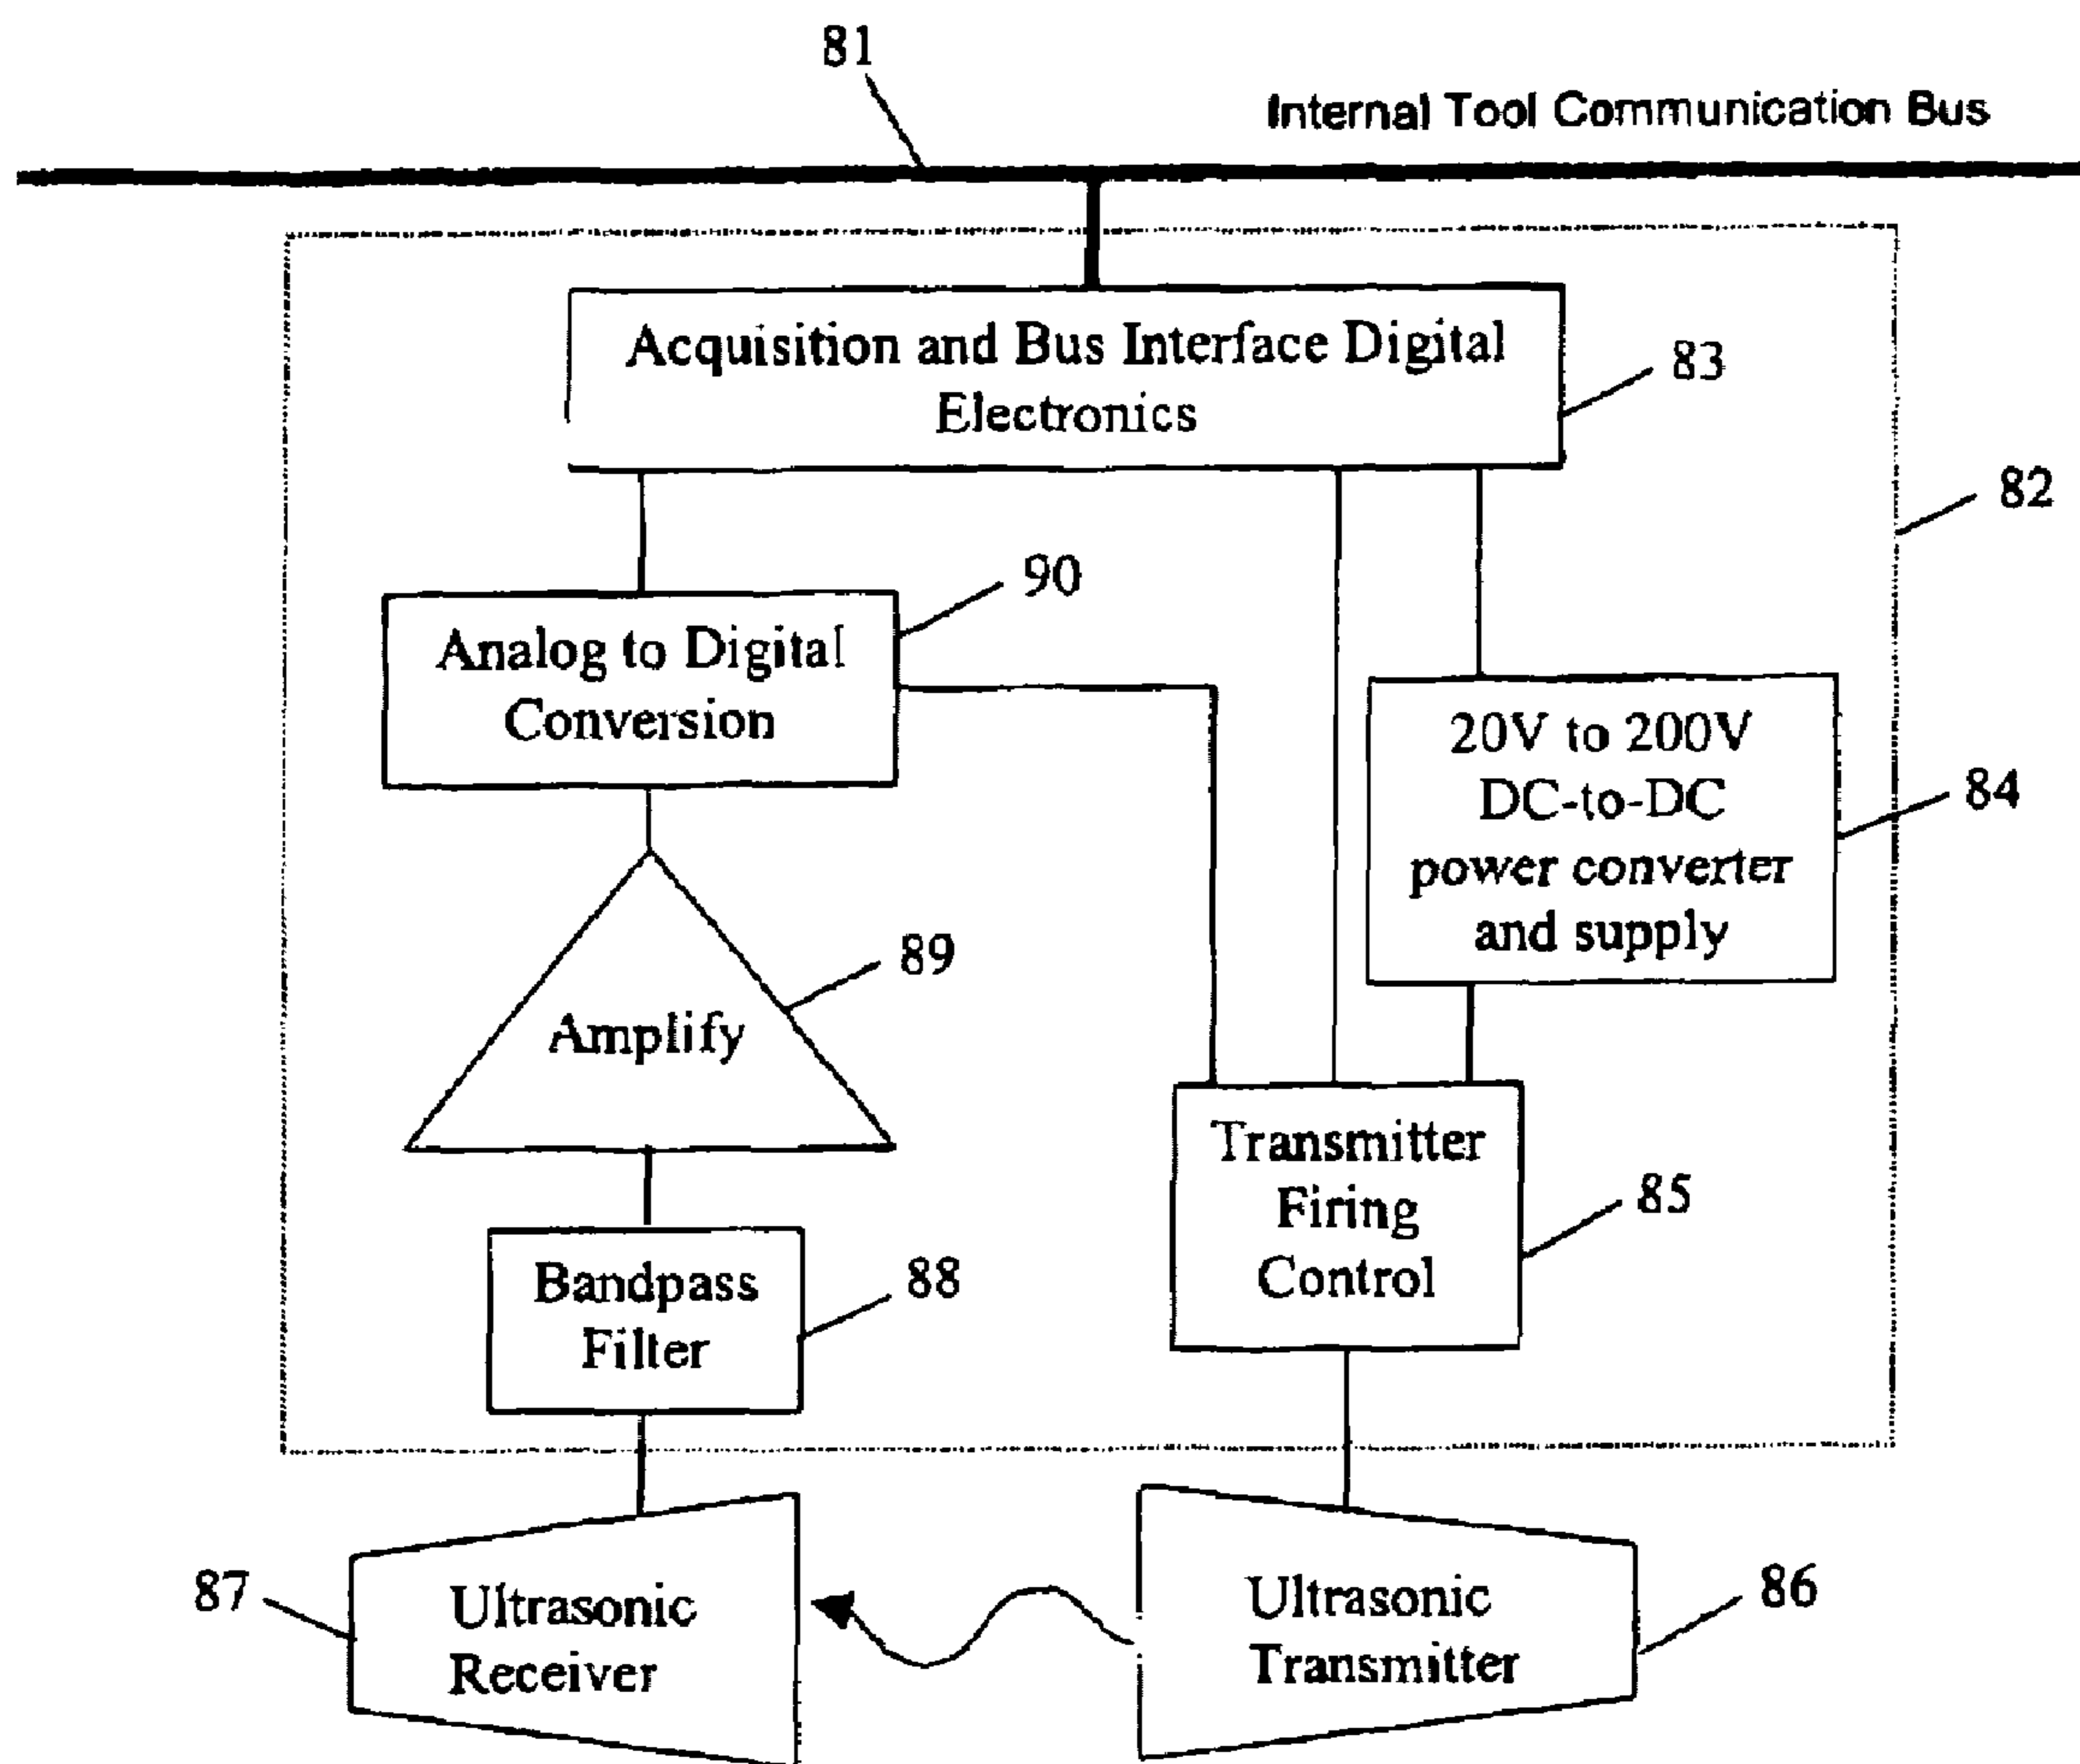 81
Internal Tool Communication Bus
Acquisition and Bus Interface Digital
Electronics
83
82
90
Analog to Digital
Conversion
20V to 200V
DC-to-DC
power converter
and supply
84
89
Amplify
Transmitter
Firing
Control
85
Bandpass
Filter
88
87
Ultrasonic
Receiver
Ultrasonic
Transmitter
86